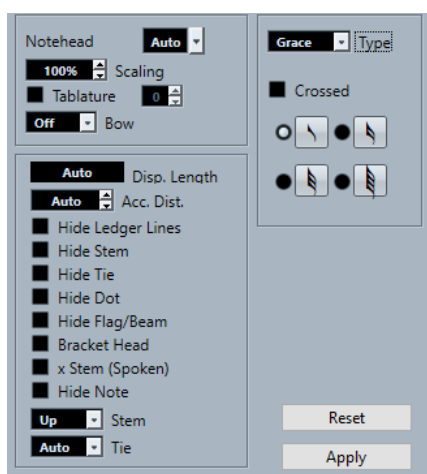 Notehead Auto
100% Scaling
Tablature 0
Off Bow
Auto Disp. Length
Auto Acc. Dist.
Hide Ledger Lines
Hide Stem
Hide Tie
Hide Dot
Hide Flag/Beam
Bracket Head
x Stem (Spoken)
Hide Note
Up Stem
Auto Tie
Grace Type
Crossed
Reset
Apply